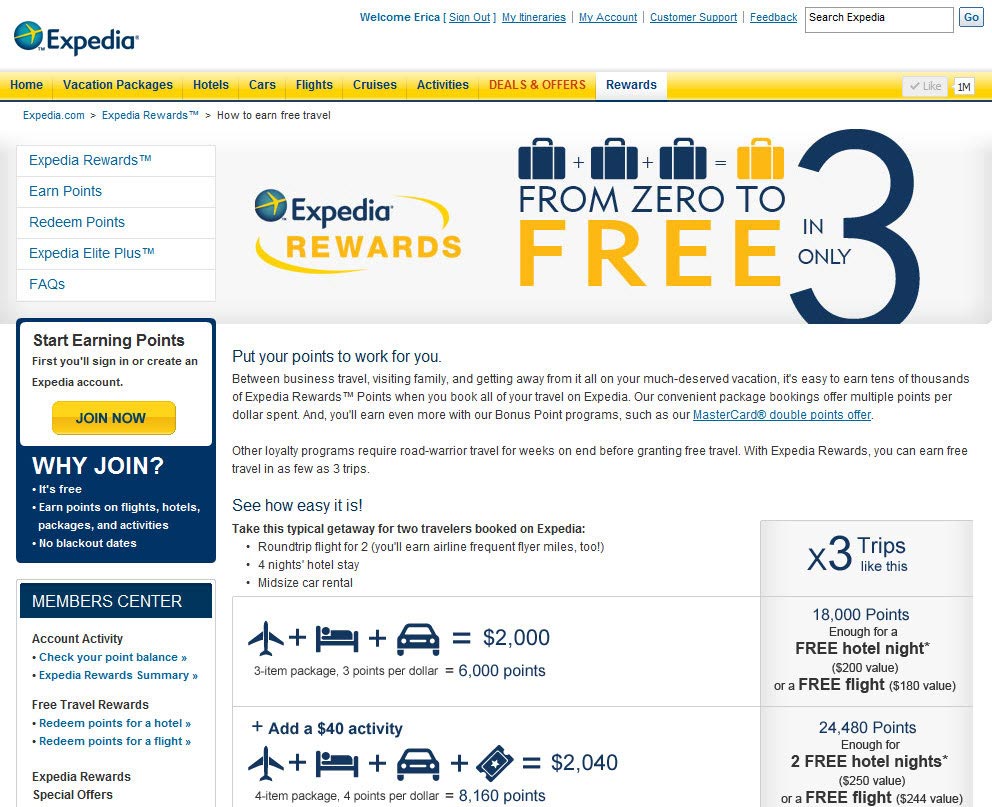 Welcome Erica [ Sign Out ] My Itineraries | My Account | Customer Support | Feedback
Search Expedia
Go
Expedia
Home
Vacation Packages
Hotels
Cars
Flights
Cruises
Activities
DEALS & OFFERS
Rewards
Like
1M
Expedia.com > Expedia Rewards™ > How to earn free travel
Expedia Rewards™
Earn Points
Redeem Points
Expedia Elite Plus™
FAQs
Expedia
REWARDS
+ + =
FROM ZERO TO
FREE
IN
ONLY
3
Start Earning Points
First you'll sign in or create an
Expedia account.
JOIN NOW
WHY JOIN?
• It's free
• Earn points on flights, hotels,
packages, and activities
• No blackout dates
MEMBERS CENTER
Account Activity
• Check your point balance »
• Expedia Rewards Summary »
Free Travel Rewards
• Redeem points for a hotel »
• Redeem points for a flight »
Expedia Rewards
Special Offers
Put your points to work for you.
Between business travel, visiting family, and getting away from it all on your much-deserved vacation, it's easy to earn tens of thousands
of Expedia Rewards™ Points when you book all of your travel on Expedia. Our convenient package bookings offer multiple points per
dollar spent. And, you'll earn even more with our Bonus Point programs, such as our MasterCard® double points offer.
Other loyalty programs require road-warrior travel for weeks on end before granting free travel. With Expedia Rewards, you can earn free
travel in as few as 3 trips.
See how easy it is!
Take this typical getaway for two travelers booked on Expedia:
• Roundtrip flight for 2 (you'll earn airline frequent flyer miles, too!)
• 4 nights' hotel stay
• Midsize car rental
x3 Trips
like this
+ + = $2,000
3-item package, 3 points per dollar = 6,000 points
18,000 Points
Enough for a
FREE hotel night*
($200 value)
or a FREE flight ($180 value)
+ Add a $40 activity
+ + + = $2,040
4-item package, 4 points per dollar = 8,160 points
24,480 Points
Enough for
2 FREE hotel nights*
($250 value)
or a FREE flight ($244 value)